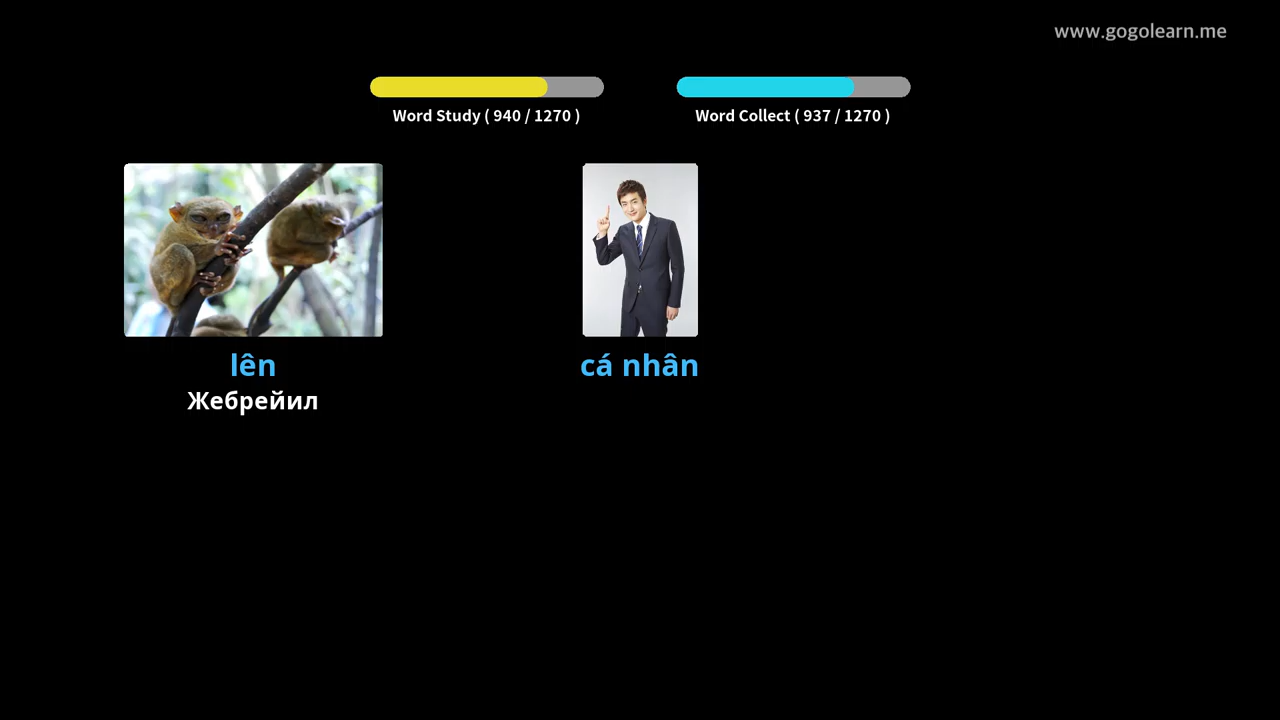 www.gogolearn.me
Word Study ( 940 / 1270 )
Word Collect ( 937 / 1270 )
lên
Жебрейил
cá nhân